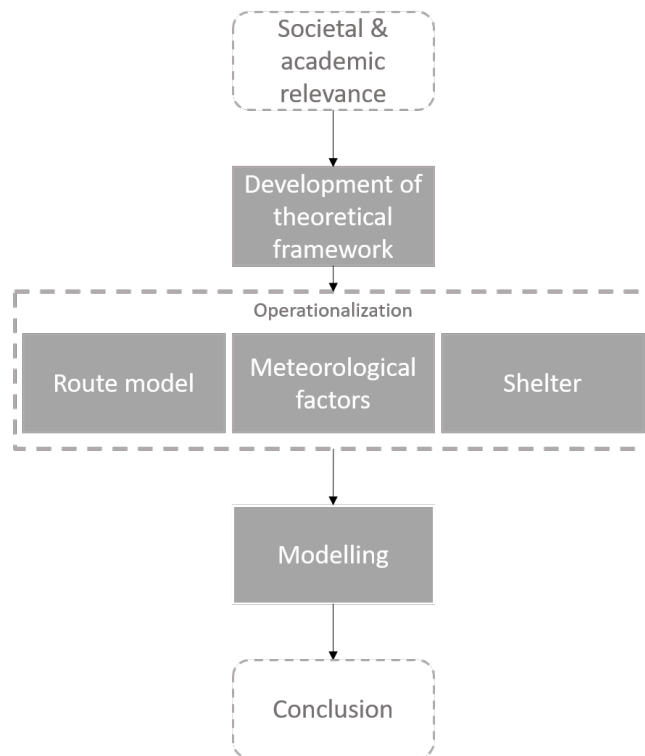 Societal &
academic
relevance
Development of
theoretical
framework
Operationalization
Route model
Meteorological
factors
Shelter
Modelling
Conclusion